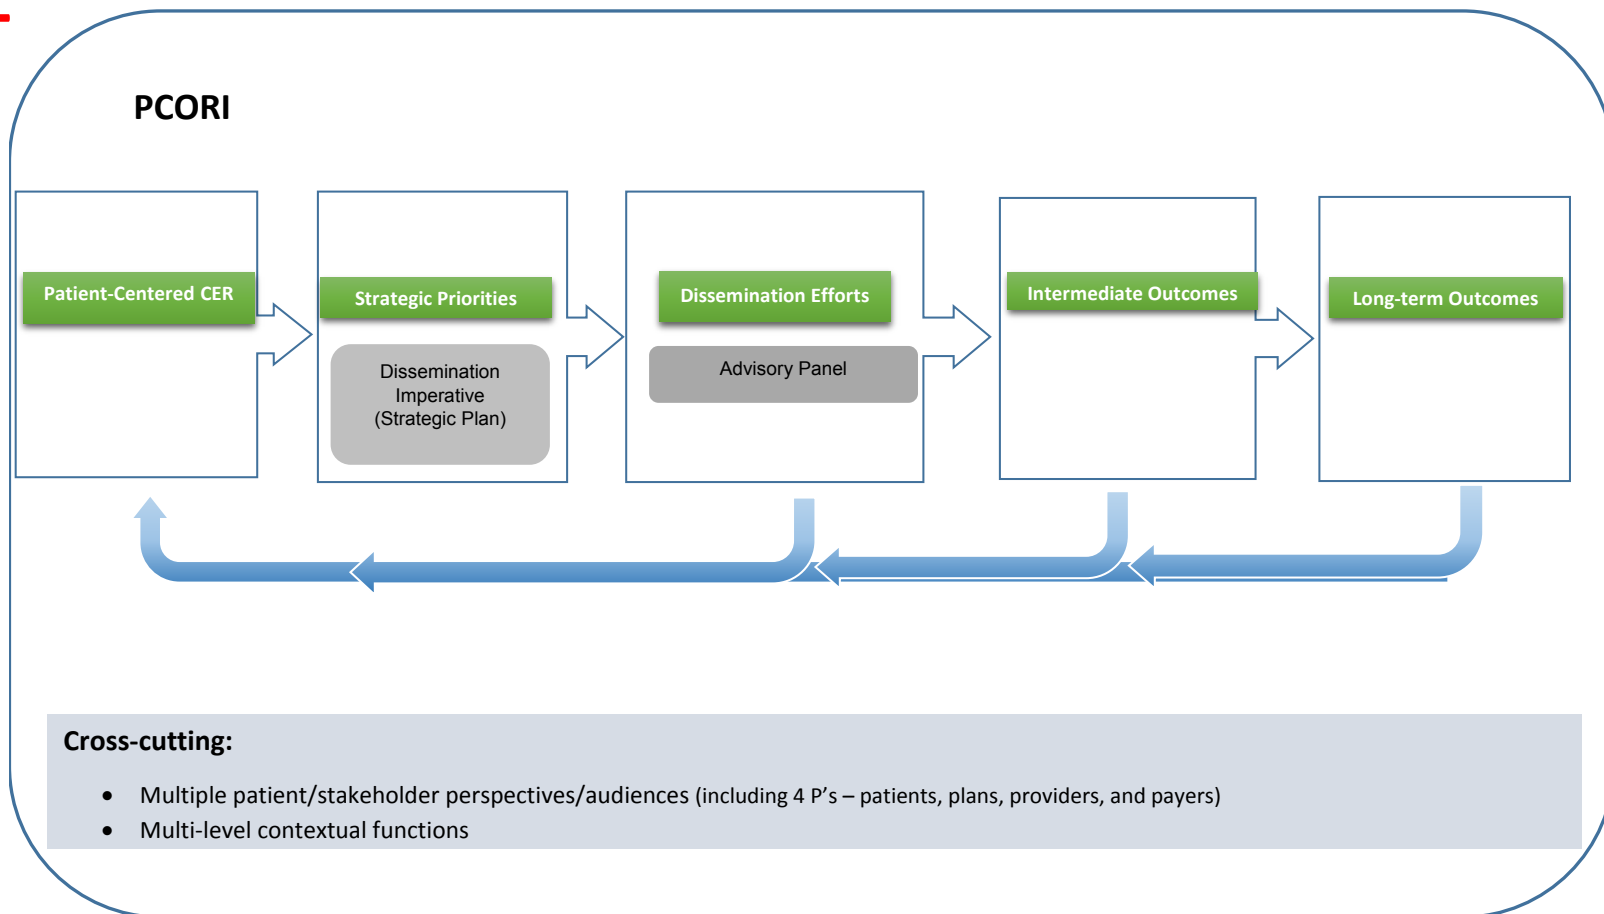 PCORI
Patient-Centered CER
Strategic Priorities
Dissemination
Imperative
(Strategic Plan)
Dissemination Efforts
Advisory Panel
Intermediate Outcomes
Long-term Outcomes
Cross-cutting:
• Multiple patient/stakeholder perspectives/audiences (including 4 P's – patients, plans, providers, and payers)
• Multi-level contextual functions